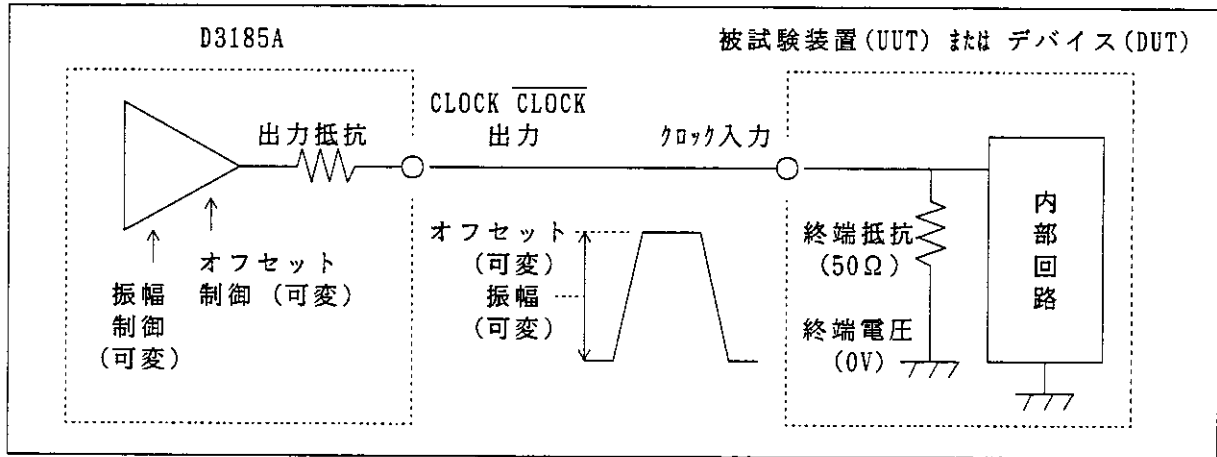 D3185A
被試験装置(UUT) または デバイス(DUT)
CLOCK C̅L̅O̅C̅K̅
出力
出力抵抗
クロック入力
オフセット
制御 (可変)
振幅
制御
(可変)
オフセット
(可変)
振幅
(可変)
終端抵抗
(50Ω)
終端電圧
(0V)
内部回路